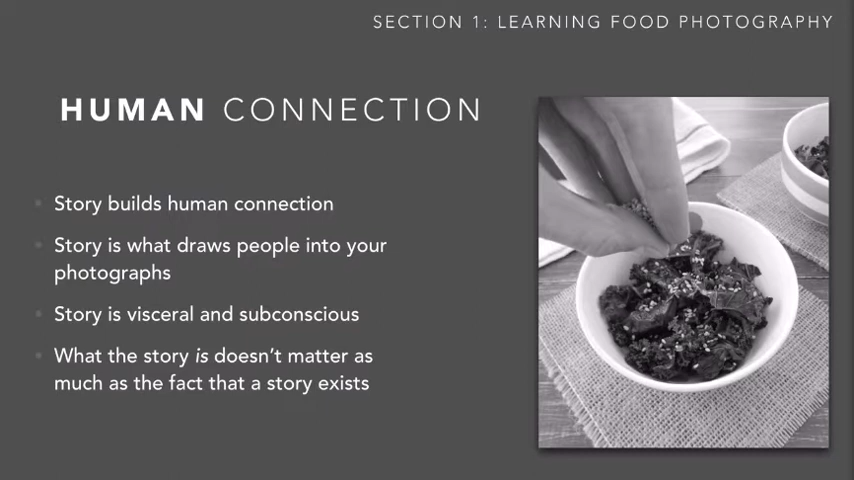 SECTION 1: LEARNING FOOD PHOTOGRAPHY
HUMAN CONNECTION
Story builds human connection
Story is what draws people into your
photographs
Story is visceral and subconscious
What the story is doesn’t matter as
much as the fact that a story exists